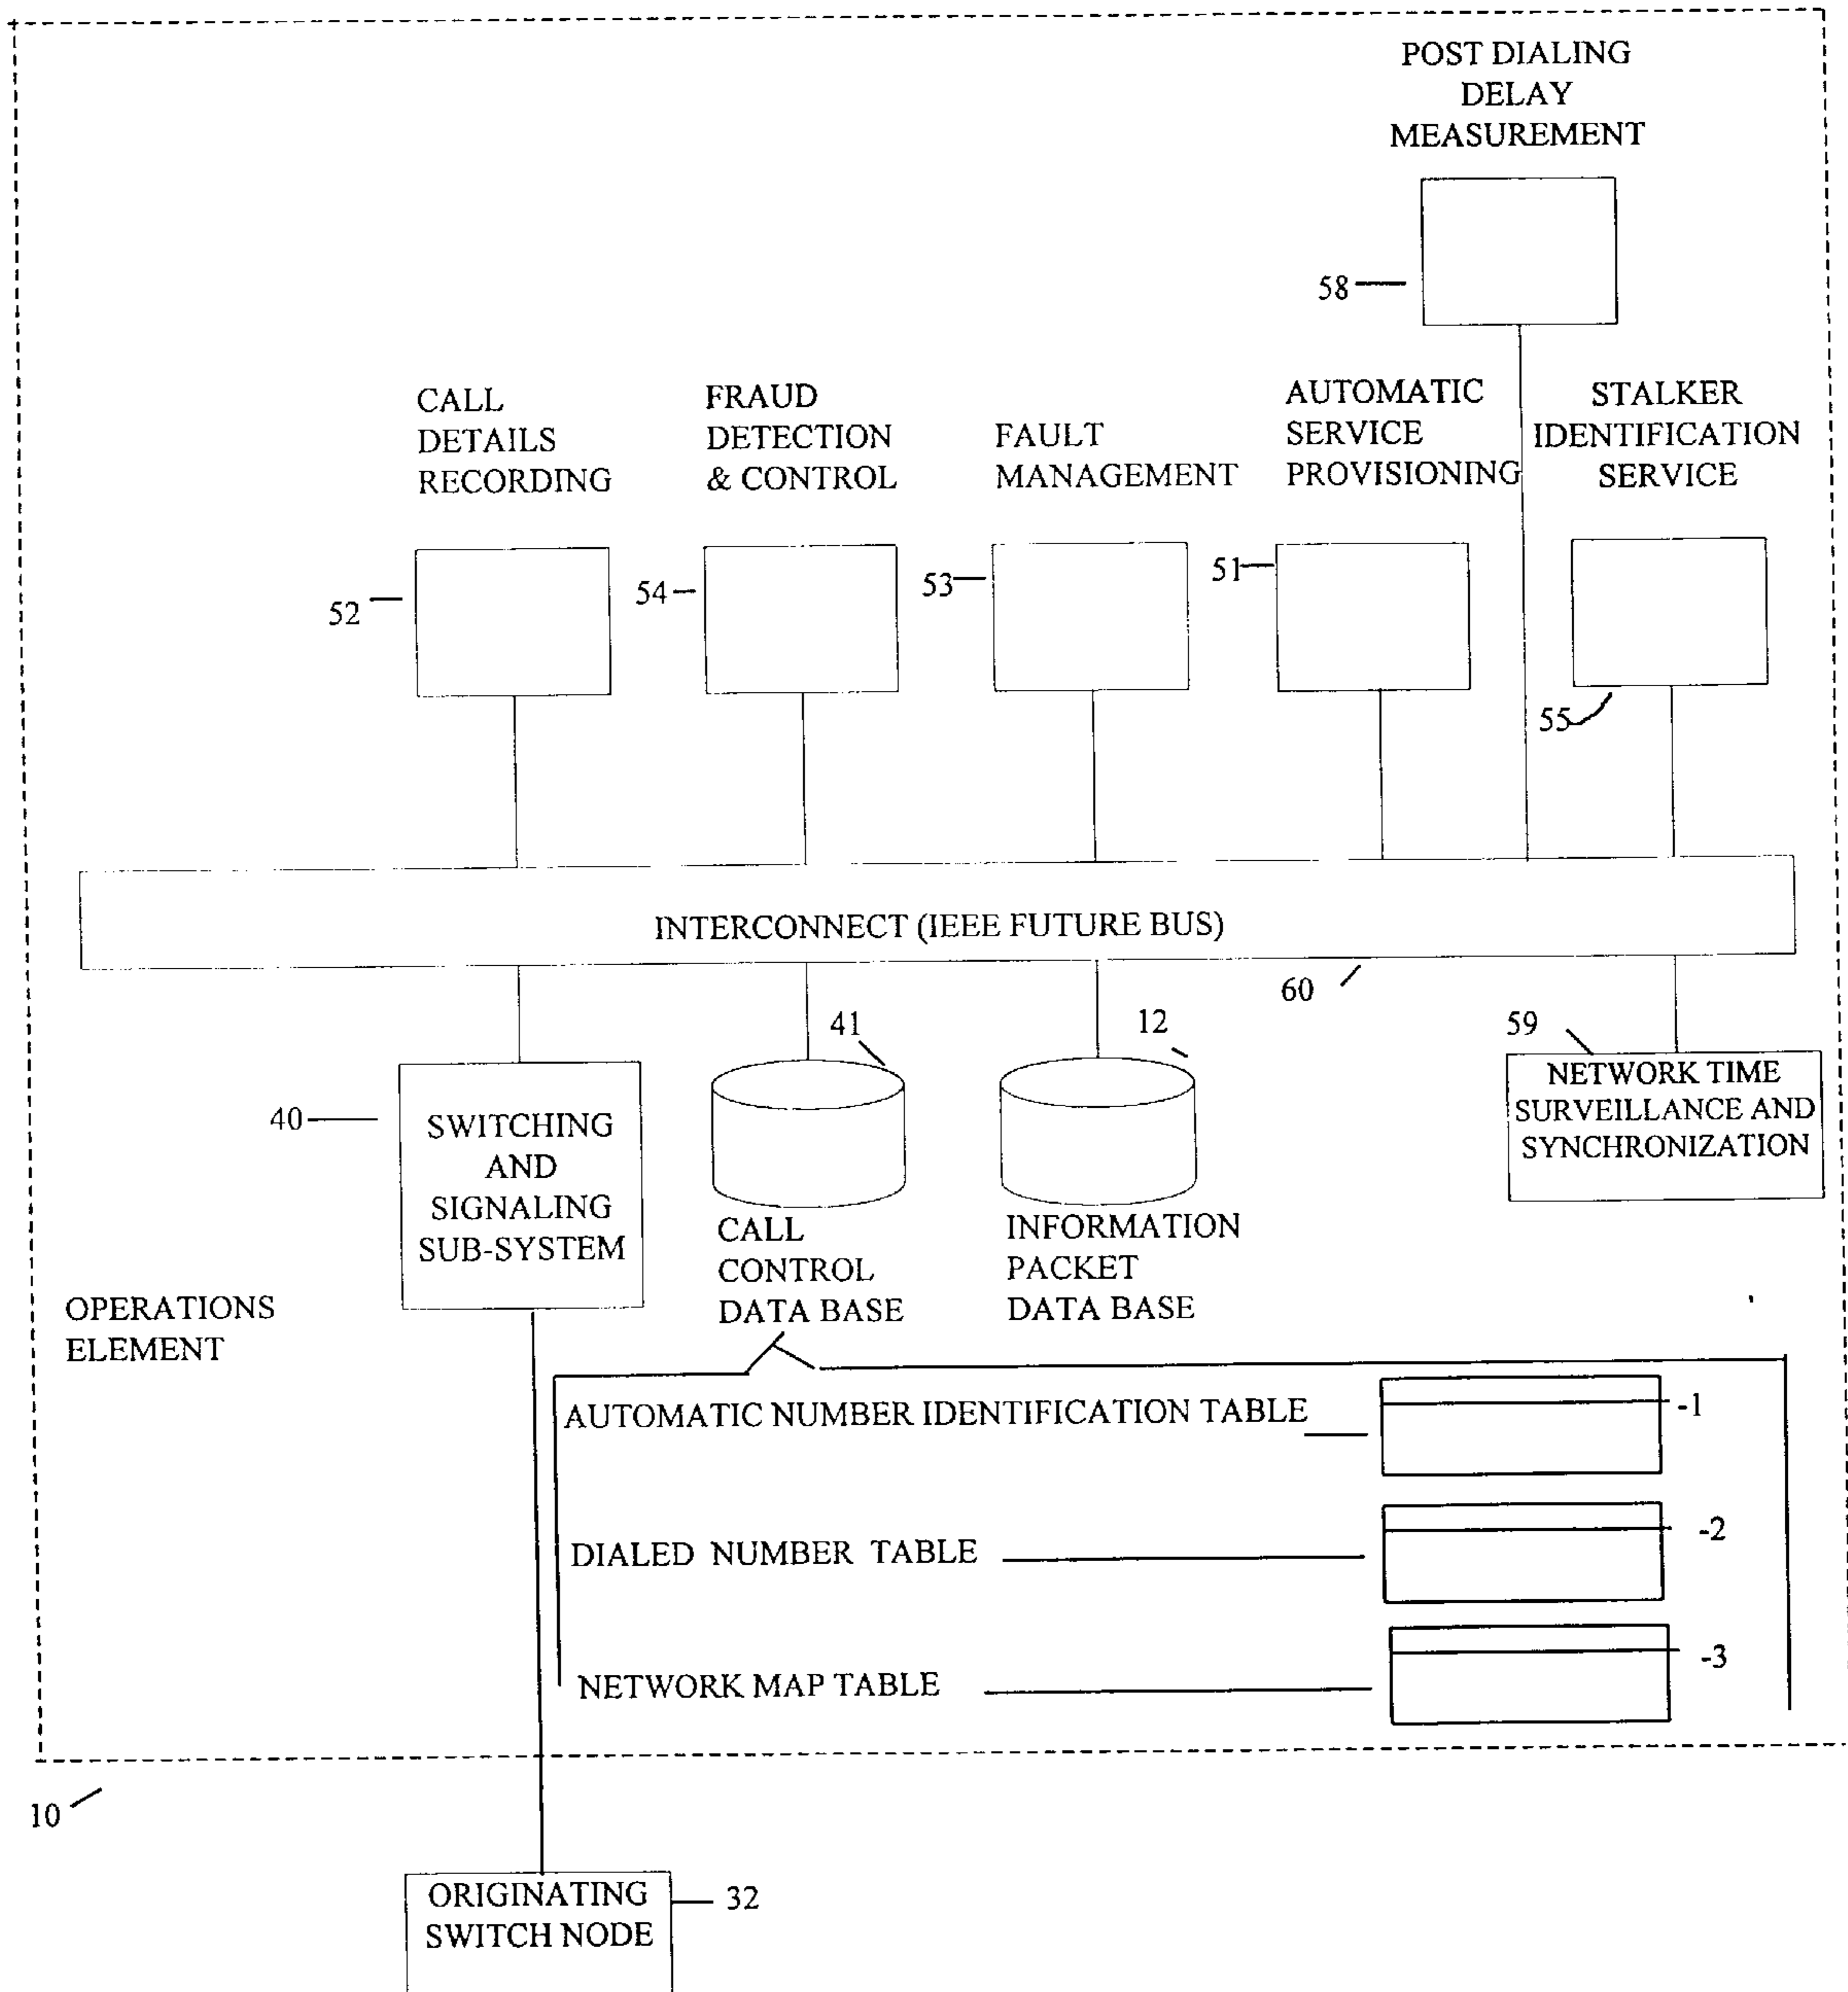 POST DIALING
DELAY
MEASUREMENT
58
CALL
DETAILS
RECORDING
FRAUD
DETECTION
& CONTROL
FAULT
MANAGEMENT
AUTOMATIC
SERVICE
PROVISIONING
STALKER
IDENTIFICATION
SERVICE
52
54
53
51
55
INTERCONNECT (IEEE FUTURE BUS)
60
40
SWITCHING
AND
SIGNALING
SUB-SYSTEM
41
CALL
CONTROL
DATA BASE
12
INFORMATION
PACKET
DATA BASE
59
NETWORK TIME
SURVEILLANCE AND
SYNCHRONIZATION
OPERATIONS
ELEMENT
AUTOMATIC NUMBER IDENTIFICATION TABLE
-1
DIALED NUMBER TABLE
-2
NETWORK MAP TABLE
-3
10
ORIGINATING
SWITCH NODE
32